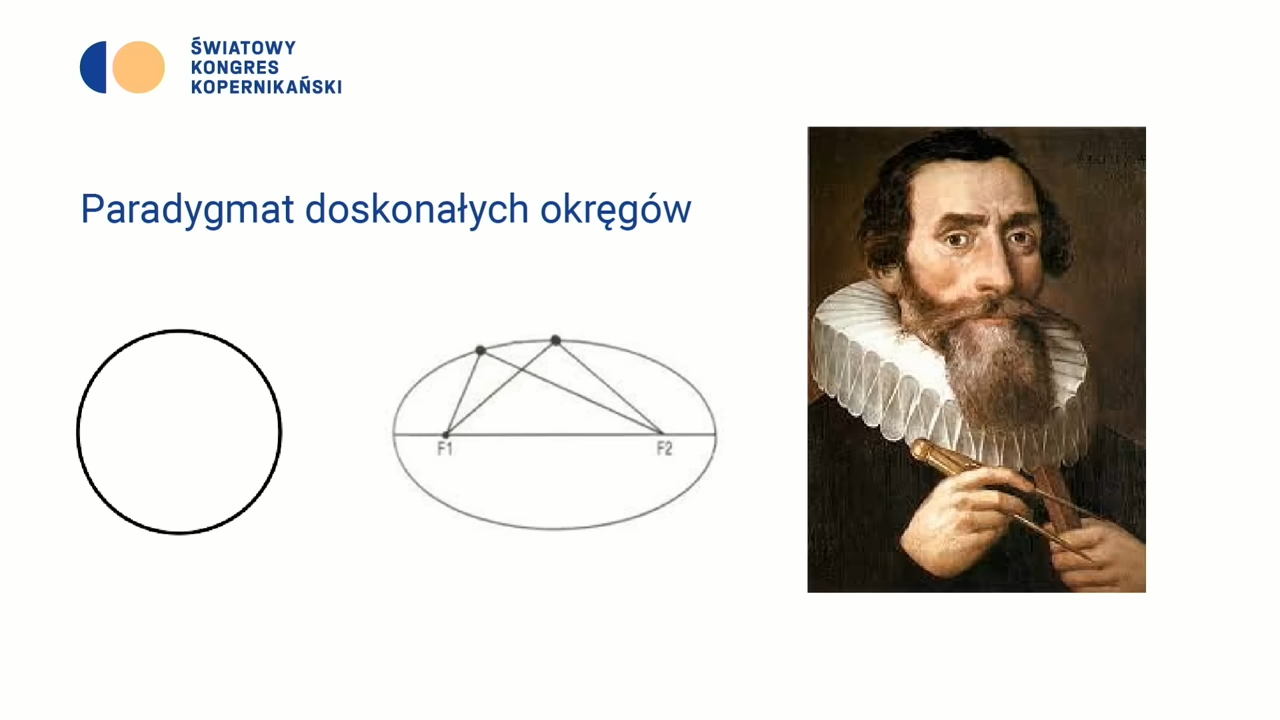 ŚWIATOWY
KONGRES
KOPERNIKAŃSKI
Paradygmat doskonałych okręgów
F1
F2